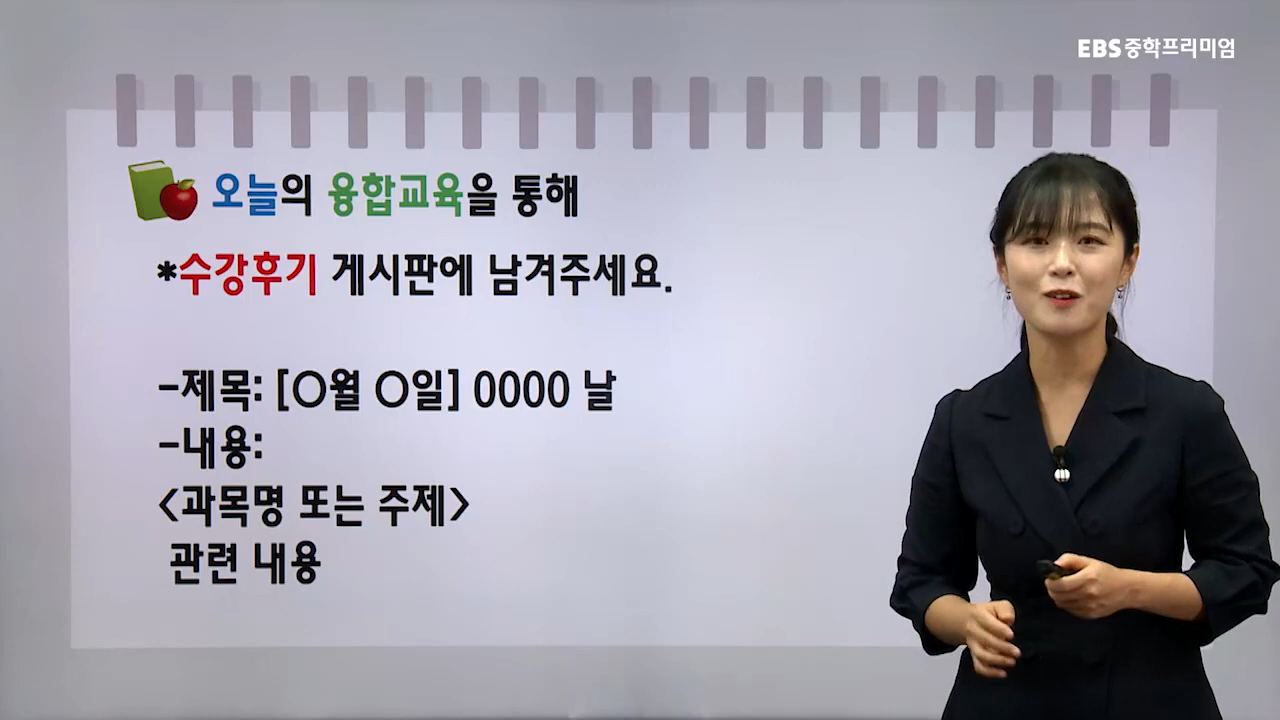 EBS 중학프리미엄
오늘의 융합교육을 통해
*수강후기 게시판에 남겨주세요.
-제목: [○월 ○일] 0000 날
-내용:
<과목명 또는 주제>
관련 내용